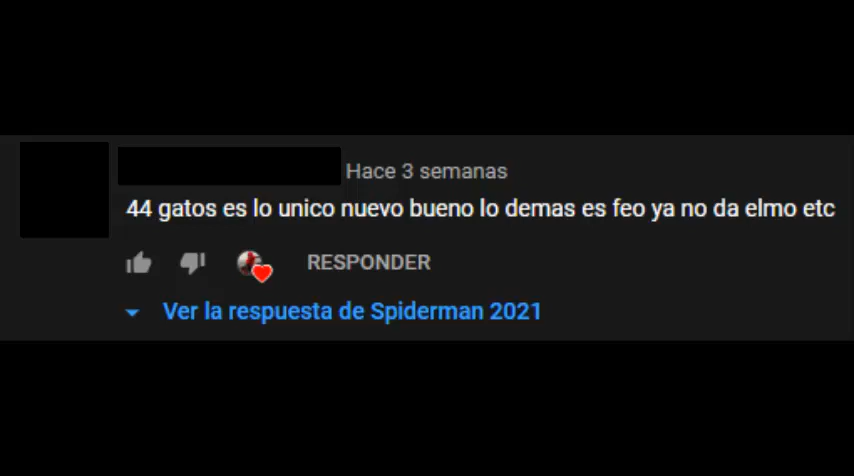 Hace 3 semanas
44 gatos es lo unico nuevo bueno lo demas es feo ya no da elmo etc
RESPONDER
Ver la respuesta de Spiderman 2021